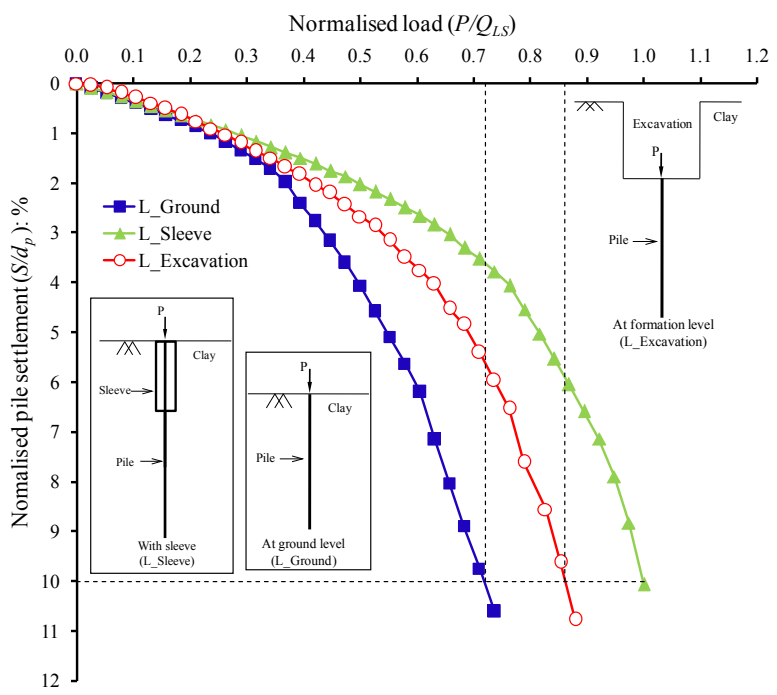 Normalised load (P/Q_LS)
0.0 0.1 0.2 0.3 0.4 0.5 0.6 0.7 0.8 0.9 1.0 1.1 1.2
Nomalised pile settlement (S/d_p): %
0
1
2
3
4
5
6
7
8
9
10
11
12
L_Ground
L_Sleeve
L_Excavation
Excavation
Clay
P
Pile
At formation level
(L_Excavation)
P
Clay
Sleeve
Pile
With sleeve
(L_Sleeve)
P
Clay
Pile
At ground level
(L_Ground)